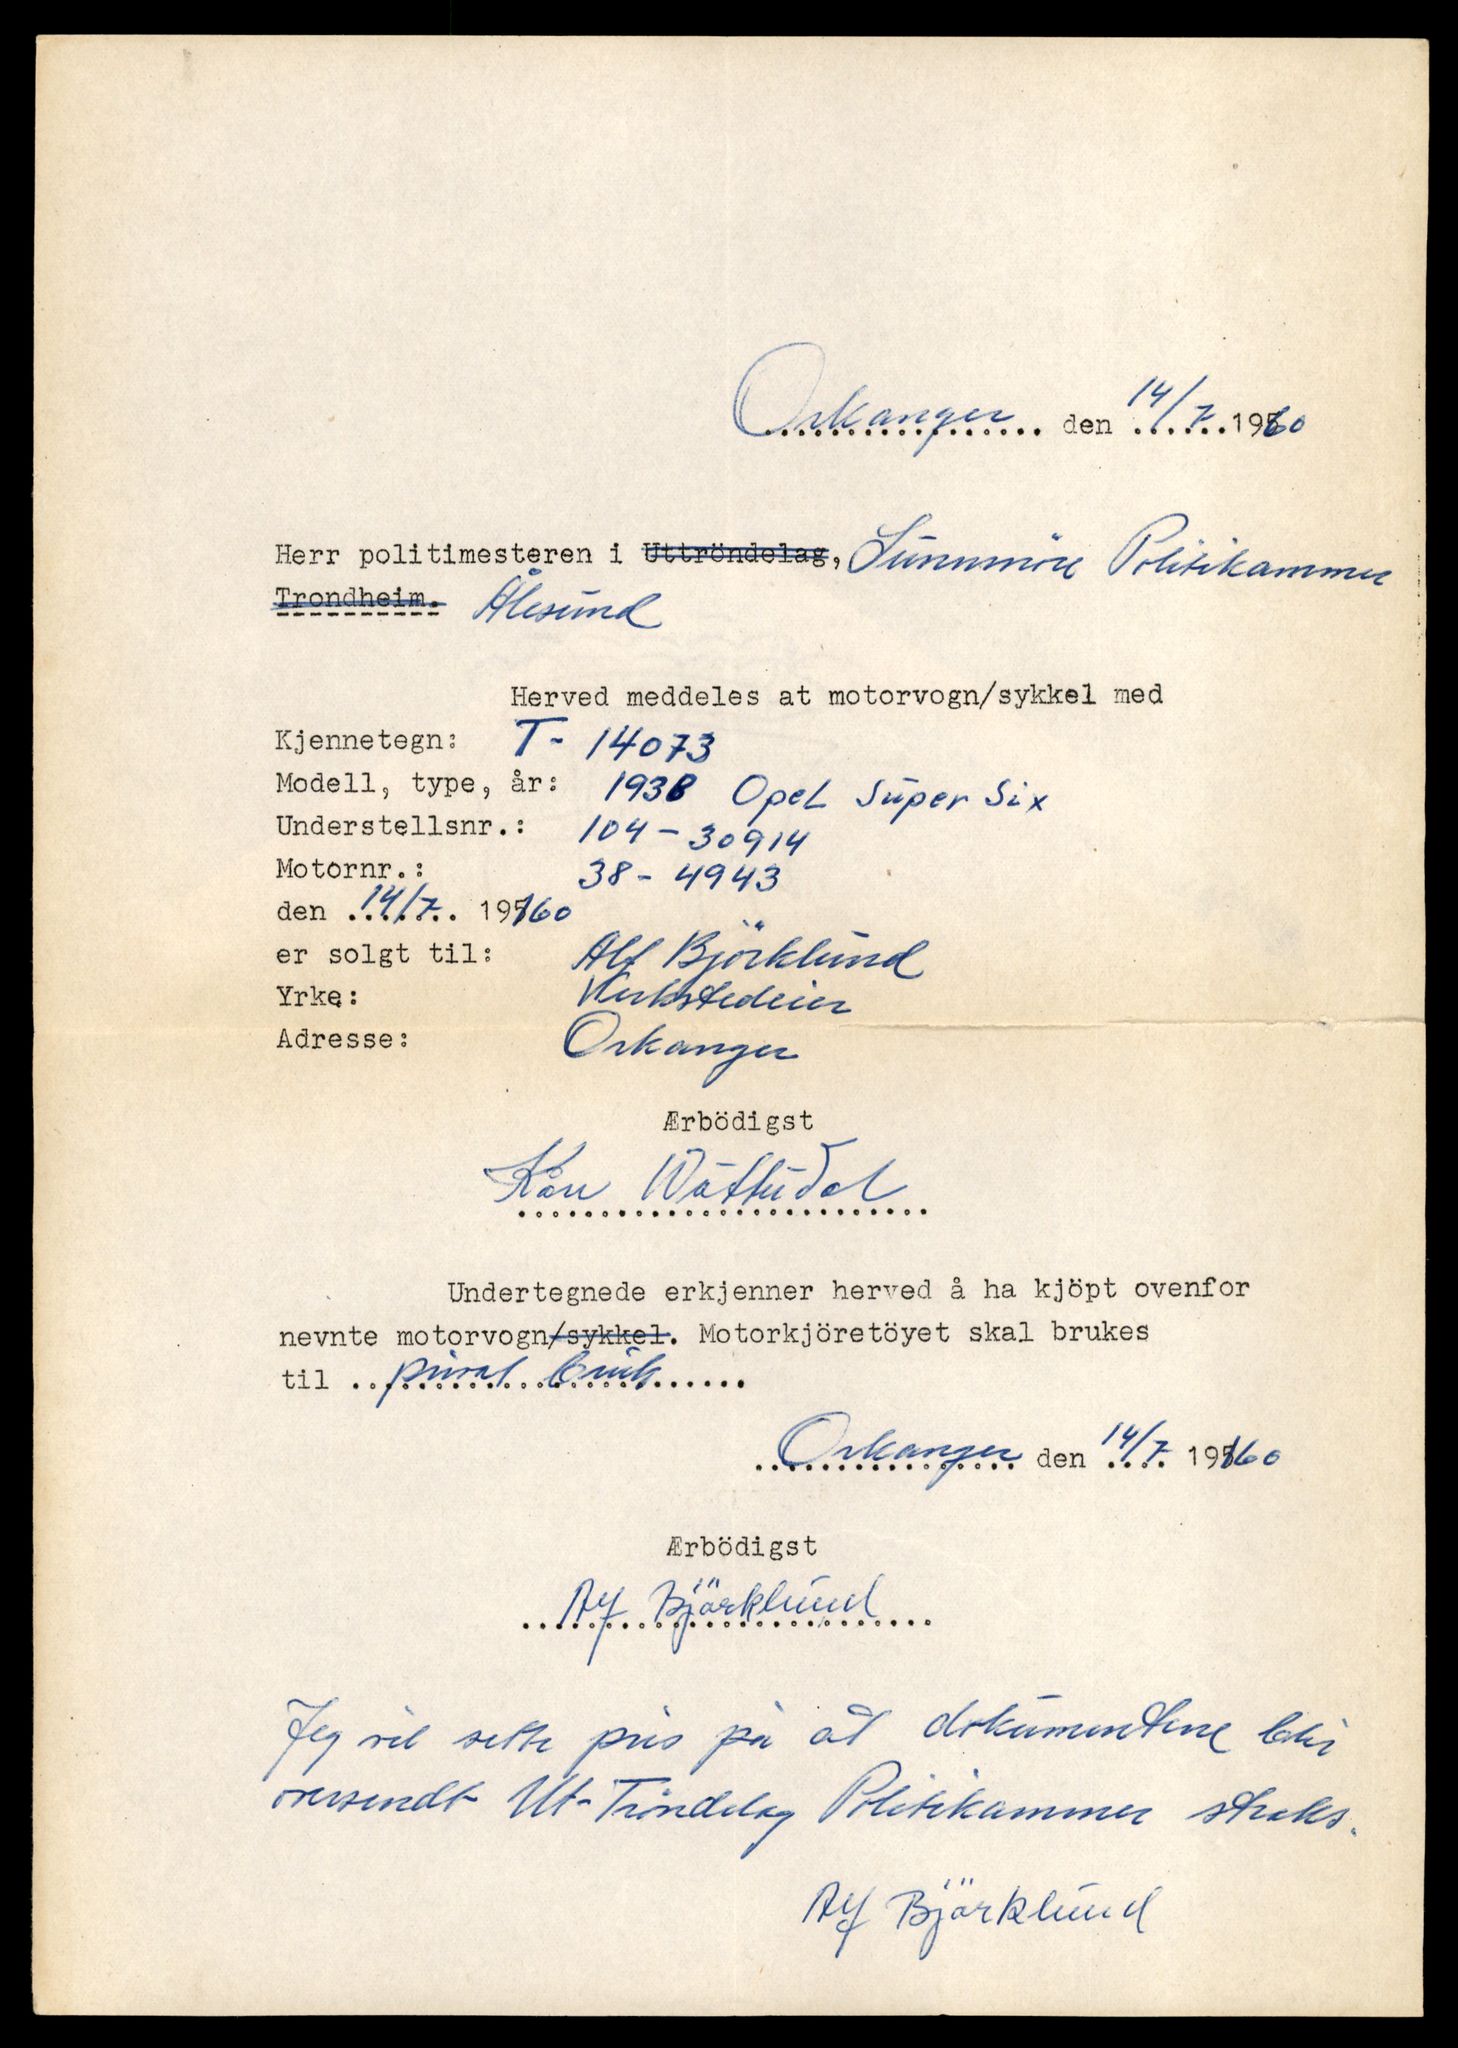 Orkanger den 14/7 1960
Herr politimesteren i Uttröndelag, Sunnmöre Politikammer
Trondheim. Ålesund
Herved meddeles at motorvogn/sykkel med
Kjennetegn: T- 14073
Modell, type, år: 1938 Opel Super Six
Understellsnr.: 104-30914
Motornr.: 38-4943
den 14/7 1960
er solgt til: Alf Björklund
Yrke: Verkstedeier
Adresse: Orkanger
Ærbödigst
Kåre
Undertegnede erkjenner herved å ha kjöpt ovenfor
nevnte motorvogn/sykkel. Motorkjöretöyet skal brukes
til privat bruk
Orkanger den 14/7 1960
Ærbödigst
Alf Björklund
Jeg vil sette pris på at dokumentene blir
oversendt Ut-Tröndelag Politikammer straks.
Alf Björklund